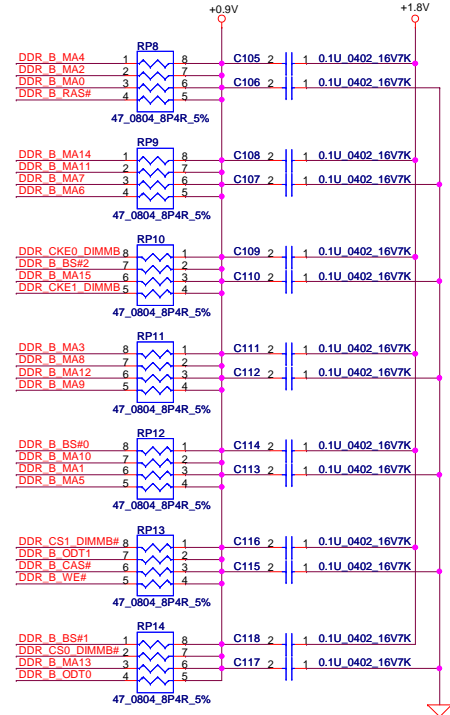 +0.9V
+1.8V
RP8
DDR_B_MA4 1 8 C105 2 1 0.1U_0402_16V7K
DDR_B_MA2 2 7
DDR_B_MA0 3 6 C106 2 1 0.1U_0402_16V7K
DDR_B_RAS# 4 5
47_0804_8P4R_5%
RP9
DDR_B_MA14 1 8 C108 2 1 0.1U_0402_16V7K
DDR_B_MA11 2 7
DDR_B_MA7 3 6 C107 2 1 0.1U_0402_16V7K
DDR_B_MA6 4 5
47_0804_8P4R_5%
RP10
DDR_CKE0_DIMMB 8 1 C109 2 1 0.1U_0402_16V7K
DDR_B_BS#2 7 2
DDR_B_MA15 6 3 C110 2 1 0.1U_0402_16V7K
DDR_CKE1_DIMMB 5 4
47_0804_8P4R_5%
RP11
DDR_B_MA3 8 1 C111 2 1 0.1U_0402_16V7K
DDR_B_MA8 7 2
DDR_B_MA12 6 3 C112 2 1 0.1U_0402_16V7K
DDR_B_MA9 5 4
47_0804_8P4R_5%
RP12
DDR_B_BS#0 8 1 C114 2 1 0.1U_0402_16V7K
DDR_B_MA10 7 2
DDR_B_MA1 6 3 C113 2 1 0.1U_0402_16V7K
DDR_B_MA5 5 4
47_0804_8P4R_5%
RP13
DDR_CS1_DIMMB# 8 1 C116 2 1 0.1U_0402_16V7K
DDR_B_ODT1 7 2
DDR_B_CAS# 6 3 C115 2 1 0.1U_0402_16V7K
DDR_B_WE# 5 4
47_0804_8P4R_5%
RP14
DDR_B_BS#1 1 8 C118 2 1 0.1U_0402_16V7K
DDR_CS0_DIMMB# 2 7
DDR_B_MA13 3 6 C117 2 1 0.1U_0402_16V7K
DDR_B_ODT0 4 5
47_0804_8P4R_5%